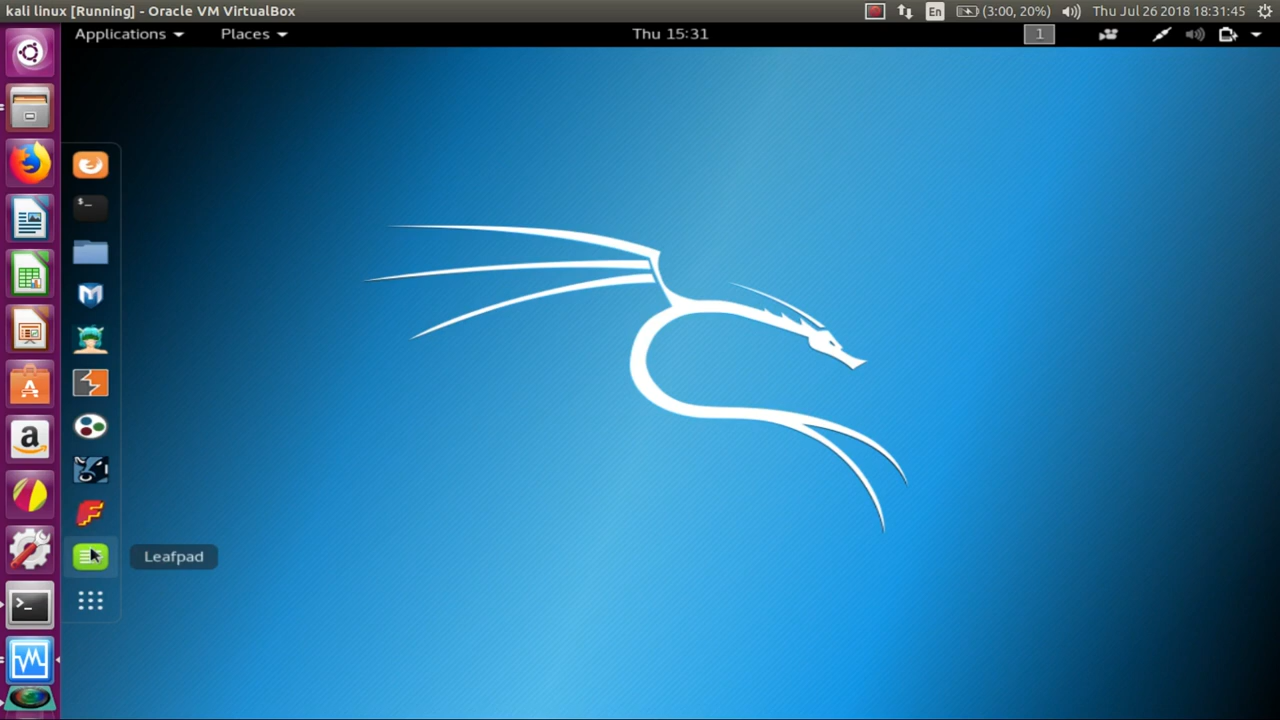 kali linux [Running] - Oracle VM VirtualBox
En
(3:00, 20%)
Thu Jul 26 2018 18:31:45
Applications
Places
Thu 15:31
1
$_
a
>_
Leafpad